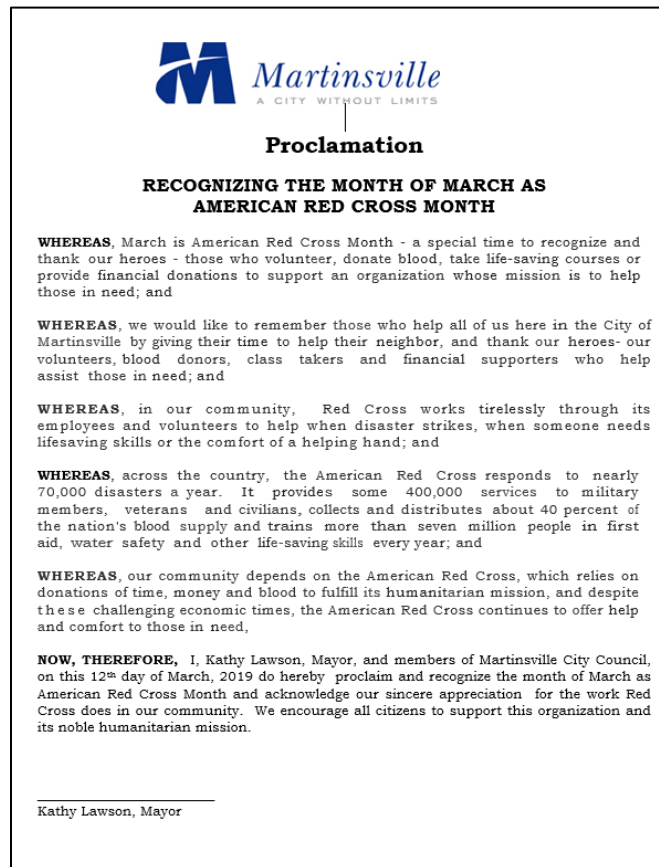 Martinsville
A CITY WITHOUT LIMITS
Proclamation
RECOGNIZING THE MONTH OF MARCH AS
AMERICAN RED CROSS MONTH
WHEREAS, March is American Red Cross Month - a special time to recognize and
thank our heroes - those who volunteer, donate blood, take life-saving courses or
provide financial donations to support an organization whose mission is to help
those in need; and
WHEREAS, we would like to remember those who help all of us here in the City of
Martinsville by giving their time to help their neighbor, and thank our heroes- our
volunteers, blood donors, class takers and financial supporters who help
assist those in need; and
WHEREAS, in our community, Red Cross works tirelessly through its
employees and volunteers to help when disaster strikes, when someone needs
lifesaving skills or the comfort of a helping hand; and
WHEREAS, across the country, the American Red Cross responds to nearly
70,000 disasters a year. It provides some 400,000 services to military
members, veterans and civilians, collects and distributes about 40 percent of
the nation's blood supply and trains more than seven million people in first
aid, water safety and other life-saving skills every year; and
WHEREAS, our community depends on the American Red Cross, which relies on
donations of time, money and blood to fulfill its humanitarian mission, and despite
these challenging economic times, the American Red Cross continues to offer help
and comfort to those in need,
NOW, THEREFORE, I, Kathy Lawson, Mayor, and members of Martinsville City Council,
on this 12th day of March, 2019 do hereby proclaim and recognize the month of March as
American Red Cross Month and acknowledge our sincere appreciation for the work Red
Cross does in our community. We encourage all citizens to support this organization and
its noble humanitarian mission.
Kathy Lawson, Mayor